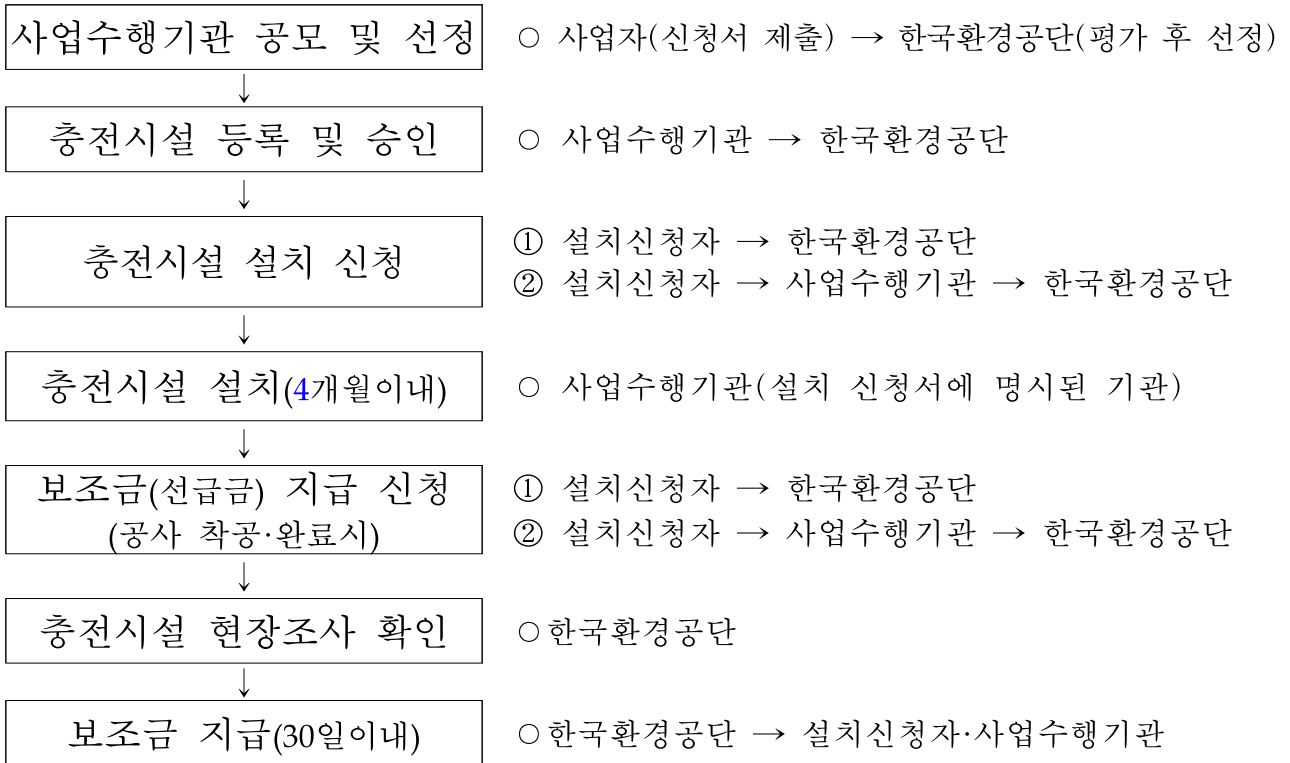 사업수행기관 공모 및 선정
○ 사업자(신청서 제출) → 한국환경공단(평가 후 선정)
↓
충전시설 등록 및 승인
○ 사업수행기관 → 한국환경공단
↓
충전시설 설치 신청
① 설치신청자 → 한국환경공단
② 설치신청자 → 사업수행기관 → 한국환경공단
↓
충전시설 설치(4개월이내)
○ 사업수행기관(설치 신청서에 명시된 기관)
↓
보조금(선급금) 지급 신청
(공사 착공·완료시)
① 설치신청자 → 한국환경공단
② 설치신청자 → 사업수행기관 → 한국환경공단
↓
충전시설 현장조사 확인
○한국환경공단
↓
보조금 지급(30일이내)
○한국환경공단 → 설치신청자·사업수행기관